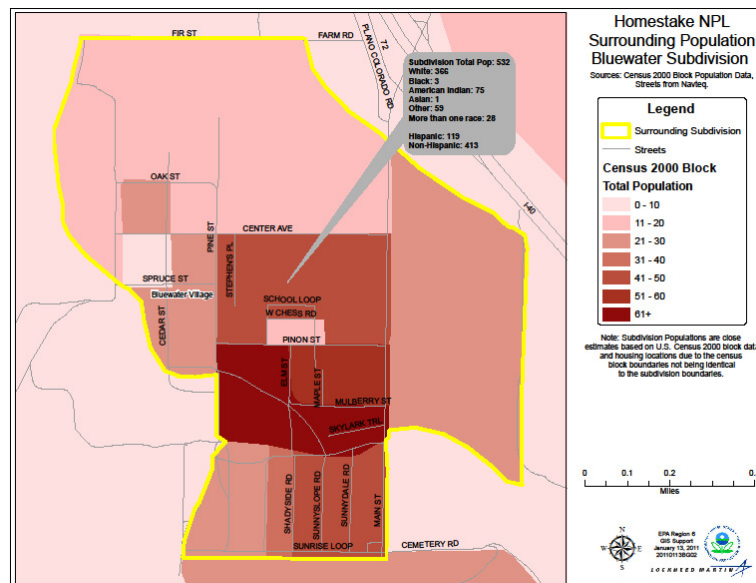 FIR ST
FARM RD
72
PLANO COLORADO RD
Subdivision Total Pop: 532
White: 366
Black: 3
American Indian: 75
Asian: 1
Other: 59
More than one race: 28
Hispanic: 119
Non-Hispanic: 413
I-40
OAK ST
PINE ST
CENTER AVE
STEPHEN'S PL
SPRUCE ST
Bluewater Village
CEDAR ST
SCHOOL LOOP
W CHESS RD
PINON ST
ELM ST
MAPLE ST
MULBERRY ST
SKYLARK TRL
SHADYSIDE RD
SUNNYSLOPE RD
SUNNYDALE RD
MAIN ST
SUNRISE LOOP
CEMETERY RD
Homestake NPL
Surrounding Population
Bluewater Subdivision
Sources: Census 2000 Block Population Data,
Streets from Navteq.
Legend
Surrounding Subdivision
Streets
Census 2000 Block
Total Population
0 - 10
11 - 20
21 - 30
31 - 40
41 - 50
51 - 60
61+
Note: Subdivision Populations are close
estimates based on U.S. Census 2000 block data
and housing locations due to the census
block boundaries not being identical
to the subdivision boundaries.
0 0.1 0.2 0.
Miles
N
W E
S
EPA Region 6
GIS Support
January 13, 2011
20110113BG02
LOCKHEED MARTIN